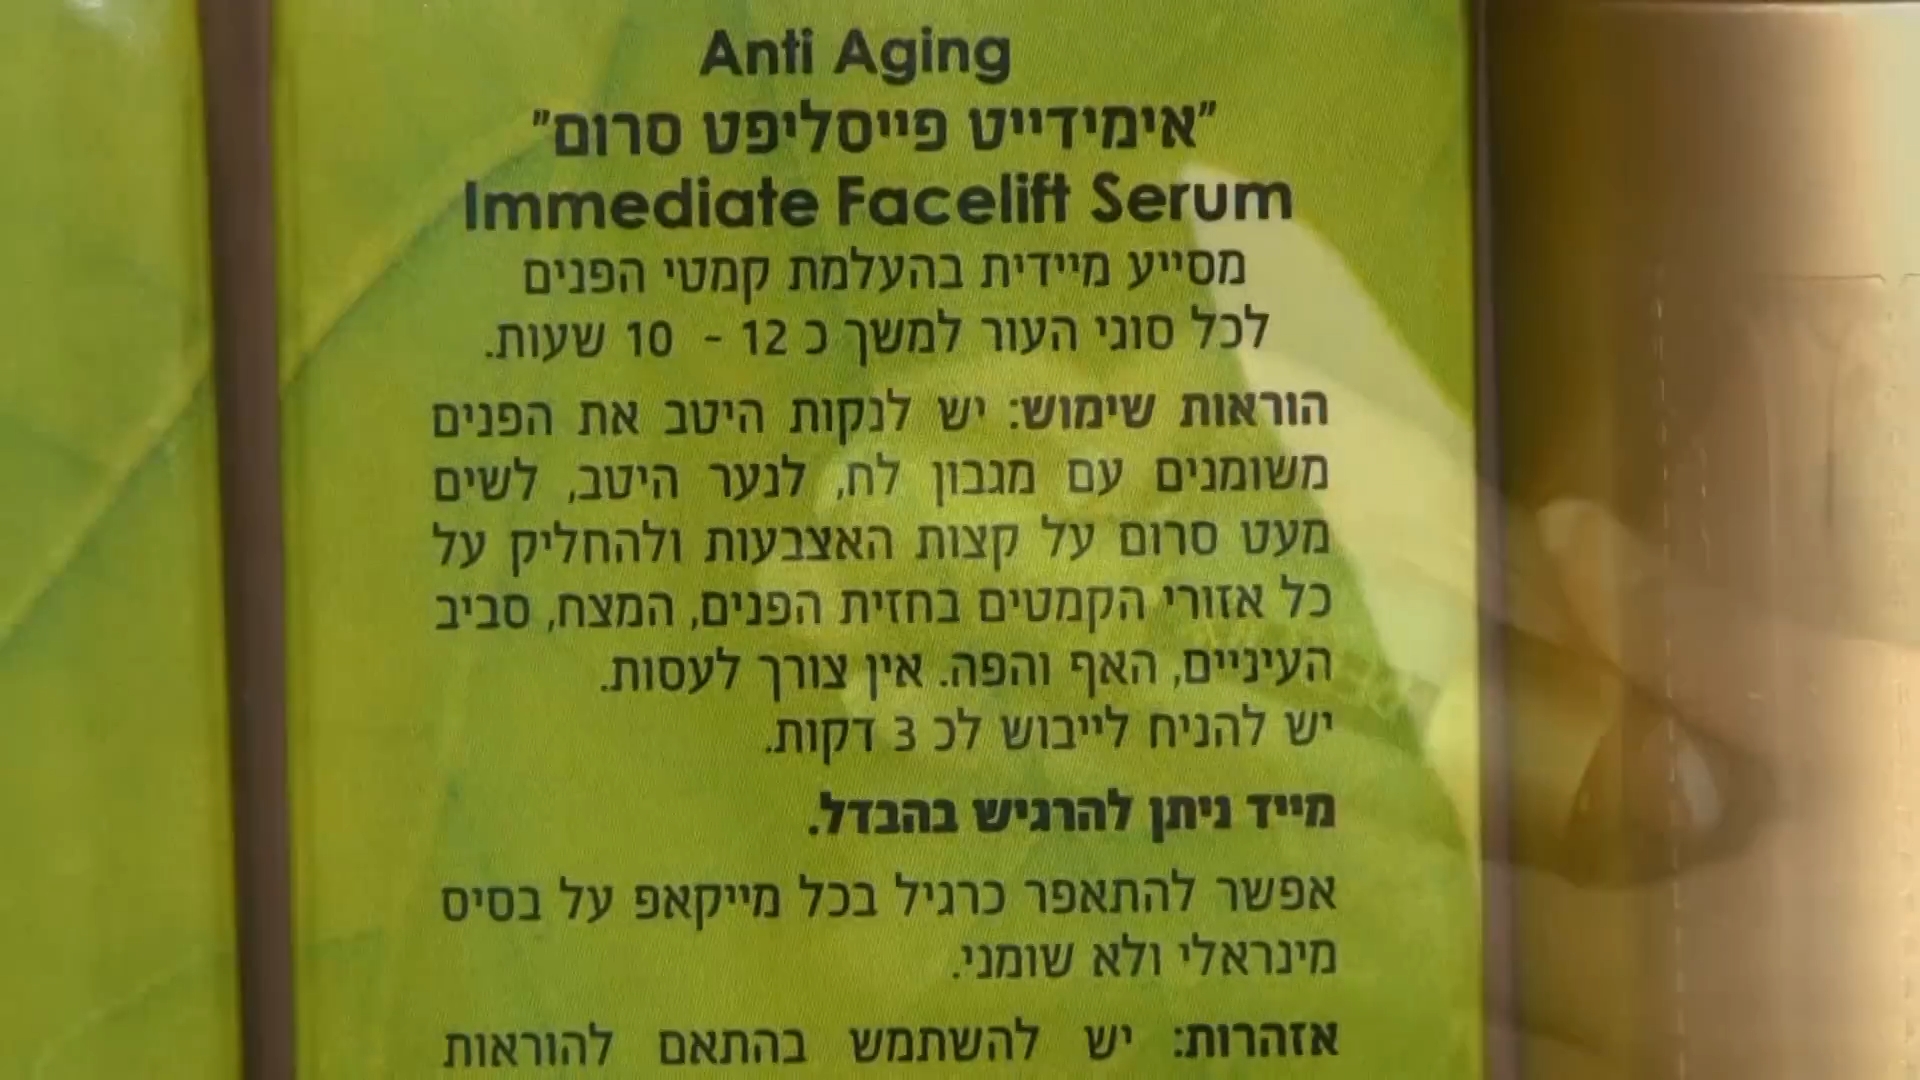 Anti Aging
"אימידייט פייסליפט סרום"
Immediate Facelift Serum
מסייע מיידית בהעלמת קמטי הפנים
לכל סוגי העור למשך כ 12 - 10 שעות.
הוראות שימוש: יש לנקות היטב את הפנים
משומנים עם מגבון לח, לנער היטב, לשים
מעט סרום על קצות האצבעות ולהחליק על
כל אזורי הקמטים בחזית הפנים, המצח, סביב
העיניים, האף והפה. אין צורך לעסות.
יש להניח לייבוש לכ 3 דקות.
מייד ניתן להרגיש בהבדל.
אפשר להתאפר כרגיל בכל מייקאפ על בסיס
מינראלי ולא שומני.
אזהרות: יש להשתמש בהתאם להוראות